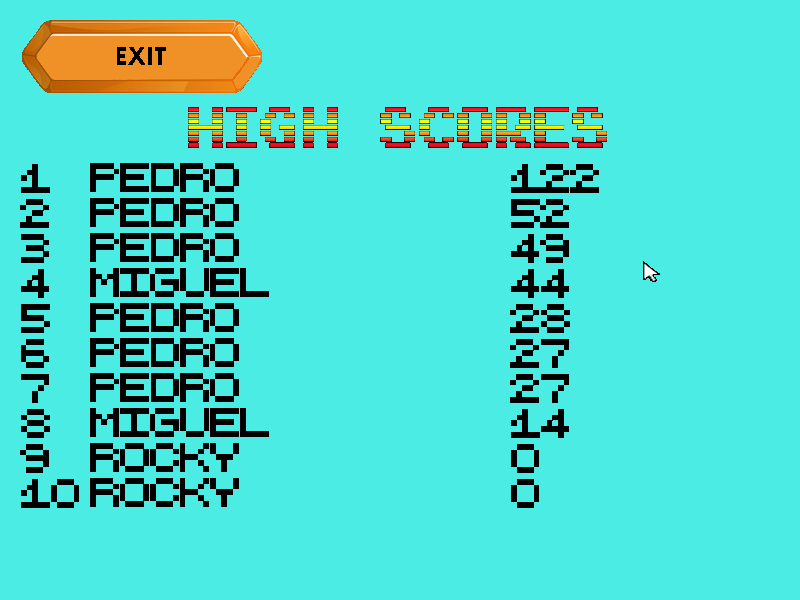 EXIT
HIGH SCORES
1 PEDRO 122
2 PEDRO 52
3 PEDRO 49
4 MIGUEL 44
5 PEDRO 28
6 PEDRO 27
7 PEDRO 27
8 MIGUEL 14
9 ROCKY 0
10 ROCKY 0